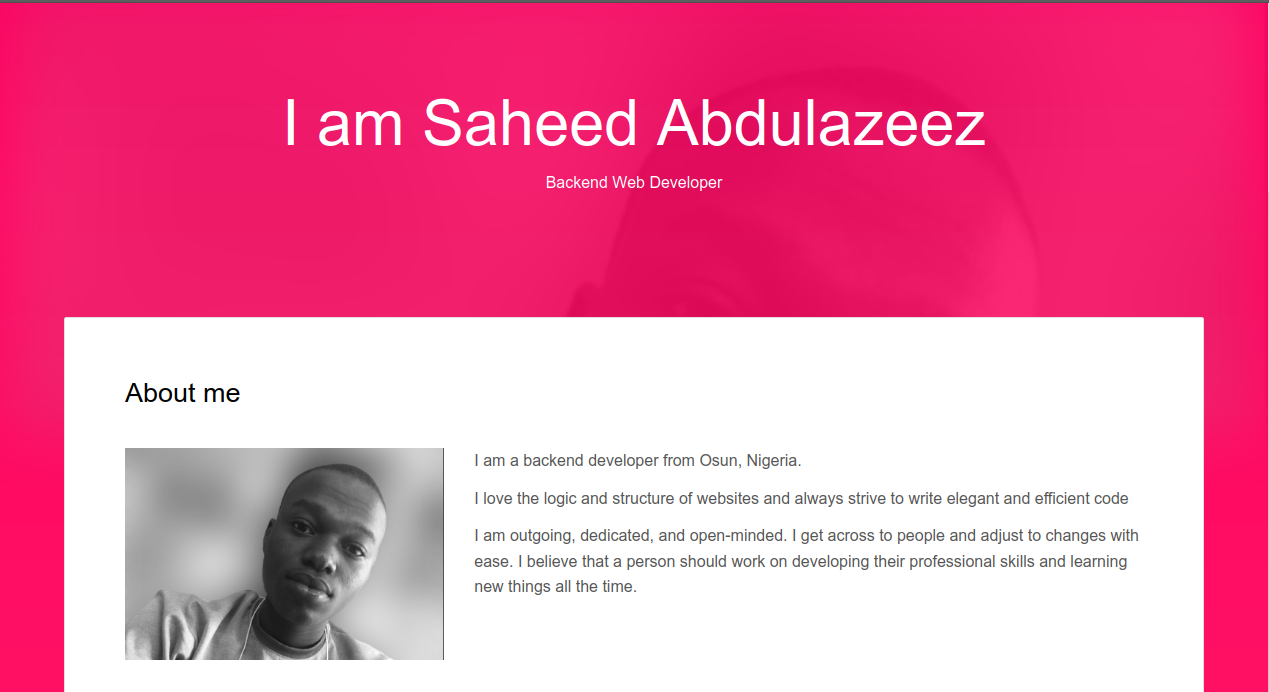 I am Saheed Abdulazeez
Backend Web Developer
About me
I am a backend developer from Osun, Nigeria.
I love the logic and structure of websites and always strive to write elegant and efficient code
I am outgoing, dedicated, and open-minded. I get across to people and adjust to changes with
ease. I believe that a person should work on developing their professional skills and learning
new things all the time.